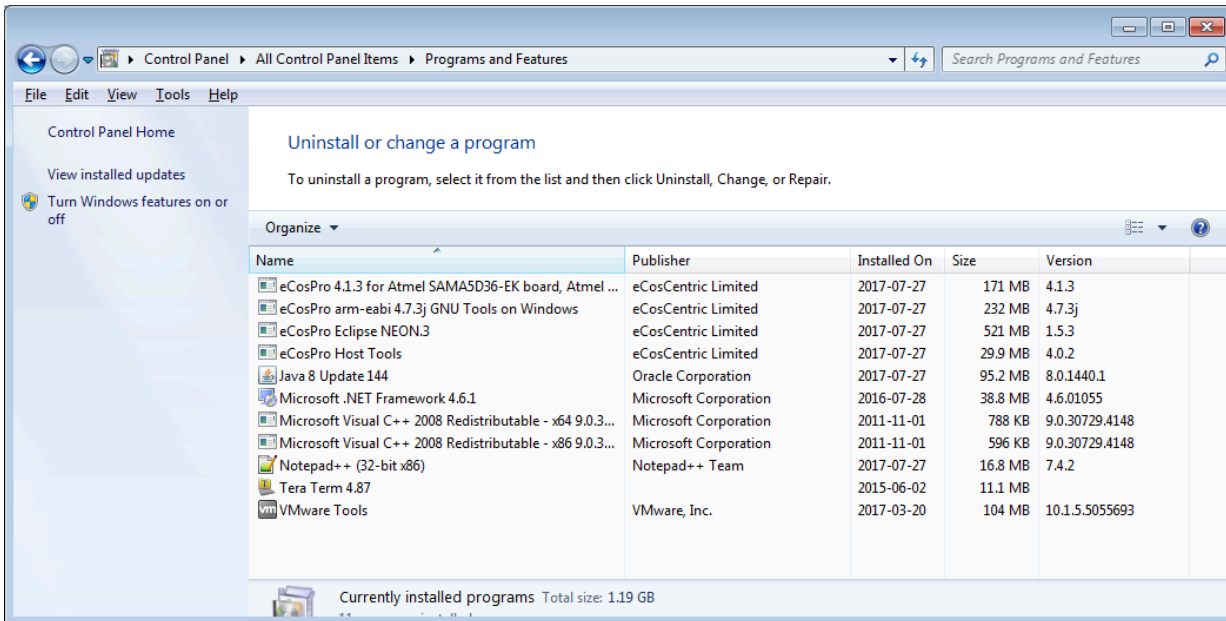 Control Panel All Control Panel Items Programs and Features Search Programs and Features
File Edit View Tools Help
Control Panel Home
View installed updates
Turn Windows features on or
off
Uninstall or change a program
To uninstall a program, select it from the list and then click Uninstall, Change, or Repair.
Organize
Name Publisher Installed On Size Version
eCosPro 4.1.3 for Atmel SAMA5D36-EK board, Atmel ... eCosCentric Limited 2017-07-27 171 MB 4.1.3
eCosPro arm-eabi 4.7.3j GNU Tools on Windows eCosCentric Limited 2017-07-27 232 MB 4.7.3j
eCosPro Eclipse NEON.3 eCosCentric Limited 2017-07-27 521 MB 1.5.3
eCosPro Host Tools eCosCentric Limited 2017-07-27 29.9 MB 4.0.2
Java 8 Update 144 Oracle Corporation 2017-07-27 95.2 MB 8.0.1440.1
Microsoft .NET Framework 4.6.1 Microsoft Corporation 2016-07-28 38.8 MB 4.6.01055
Microsoft Visual C++ 2008 Redistributable - x64 9.0.3... Microsoft Corporation 2011-11-01 788 KB 9.0.30729.4148
Microsoft Visual C++ 2008 Redistributable - x86 9.0.3... Microsoft Corporation 2011-11-01 596 KB 9.0.30729.4148
Notepad++ (32-bit x86) Notepad++ Team 2017-07-27 16.8 MB 7.4.2
Tera Term 4.87 2015-06-02 11.1 MB
vm VMware Tools VMware, Inc. 2017-03-20 104 MB 10.1.5.5055693
Currently installed programs Total size: 1.19 GB